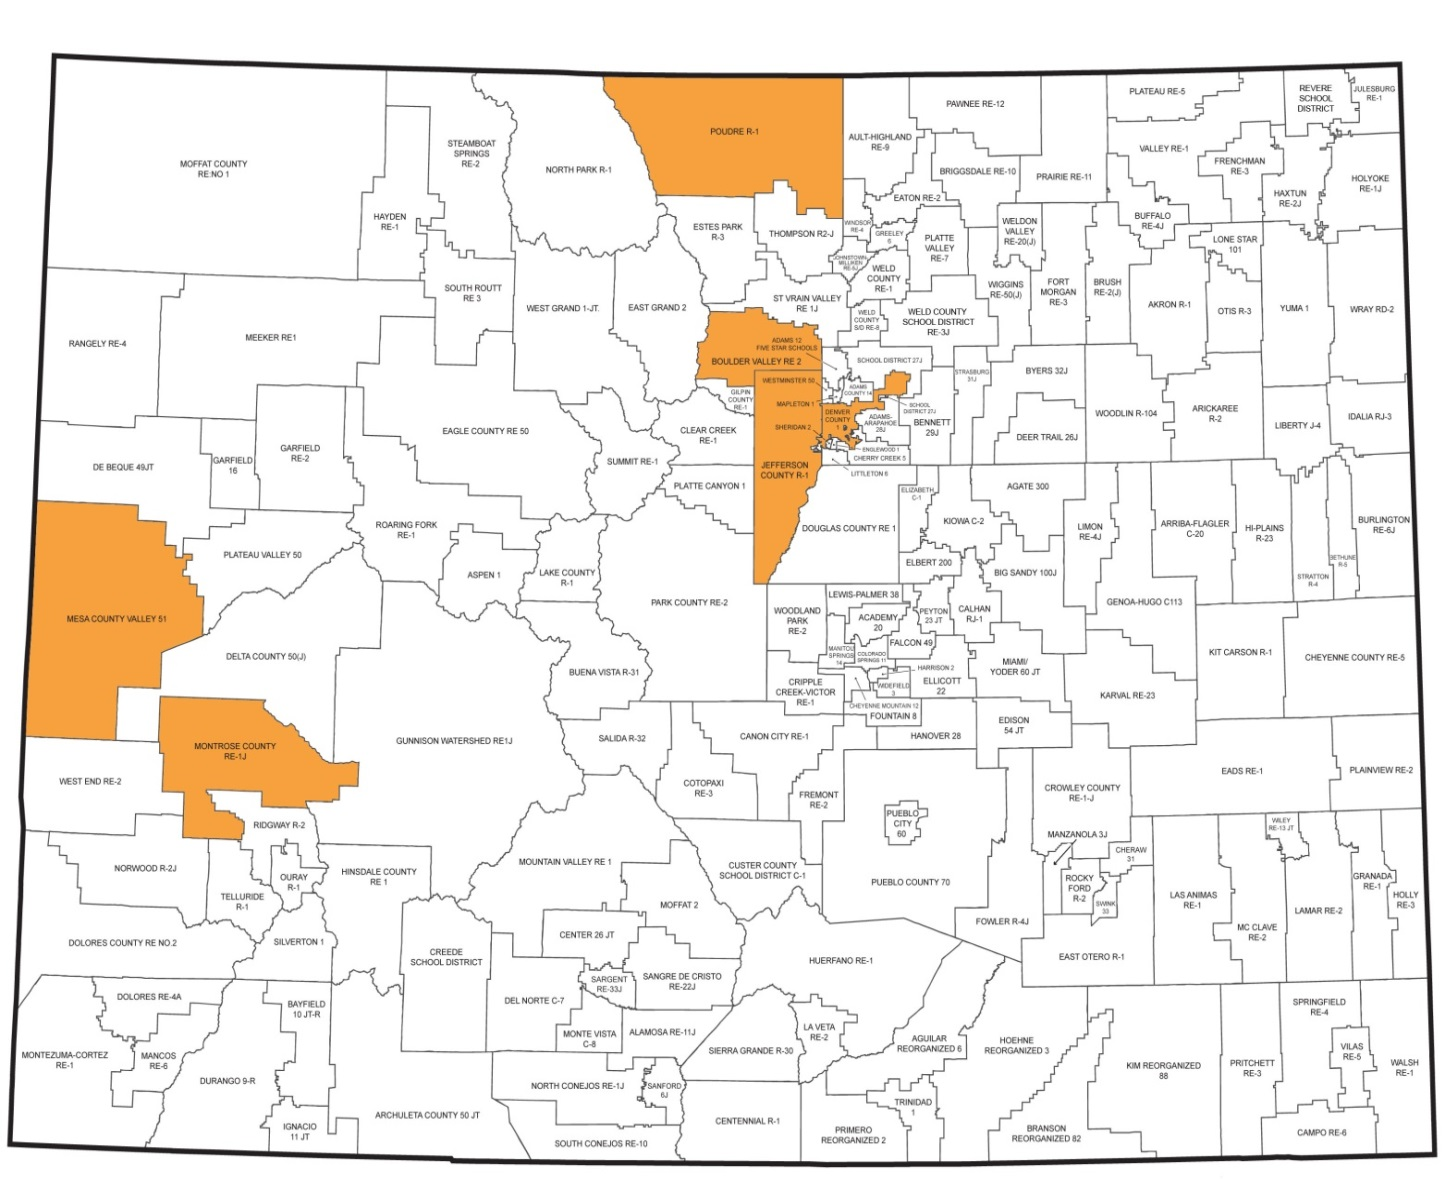 MOFFAT COUNTY
RE:NO 1
HAYDEN
RE-1
STEAMBOAT
SPRINGS
RE-2
NORTH PARK R-1
POUDRE R-1
AULT-HIGHLAND
RE-9
PAWNEE RE-12
BRIGGSDALE RE-10
PRAIRIE RE-11
PLATEAU RE-5
REVERE
SCHOOL
DISTRICT
JULESBURG
RE-1
VALLEY RE-1
FRENCHMAN
RE-3
HAXTUN
RE-2J
HOLYOKE
RE-1J
BUFFALO
RE-4J
LONE STAR
101
ESTES PARK
R-3
THOMPSON R2-J
WINDSOR
RE-4
EATON RE-2
GREELEY
6
PLATTE
VALLEY
RE-7
WELDON
VALLEY
RE-20(J)
JOHNSTOWN-
MILLIKEN
RE-5J
WELD
COUNTY
RE-1
WIGGINS
RE-50(J)
FORT
MORGAN
RE-3
BRUSH
RE-2(J)
AKRON R-1
OTIS R-3
YUMA 1
WRAY RD-2
RANGELY RE-4
MEEKER RE1
SOUTH ROUTT
RE 3
WEST GRAND 1-JT.
EAST GRAND 2
ST VRAIN VALLEY
RE 1J
WELD
COUNTY
S/D RE-8
WELD COUNTY
SCHOOL DISTRICT
RE-3J
BOULDER VALLEY RE 2
ADAMS 12
FIVE STAR SCHOOLS
SCHOOL DISTRICT 27J
WESTMINSTER 50
ADAMS
COUNTY 14
MAPLETON 1
SCHOOL
DISTRICT 27J
STRASBURG
31J
BYERS 32J
DENVER
COUNTY
1
ADAMS-
ARAPAHOE
28J
BENNETT
29J
DEER TRAIL 26J
WOODLIN R-104
ARICKAREE
R-2
LIBERTY J-4
IDALIA RJ-3
SHERIDAN 2
ENGLEWOOD 1
CHERRY CREEK 5
LITTLETON 6
GILPIN
COUNTY
RE-1
CLEAR CREEK
RE-1
JEFFERSON
COUNTY R-1
PLATTE CANYON 1
SUMMIT RE-1
EAGLE COUNTY RE 50
GARFIELD
RE-2
GARFIELD
16
DE BEQUE 49JT
ROARING FORK
RE-1
PLATEAU VALLEY 50
ASPEN 1
LAKE COUNTY
R-1
PARK COUNTY RE-2
DOUGLAS COUNTY RE 1
ELIZABETH
C-1
KIOWA C-2
AGATE 300
LIMON
RE-4J
ARRIBA-FLAGLER
C-20
HI-PLAINS
R-23
STRATTON
R-4
BETHUNE
R-5
BURLINGTON
RE-6J
ELBERT 200
BIG SANDY 100J
GENOA-HUGO C113
MESA COUNTY VALLEY 51
DELTA COUNTY 50(J)
GUNNISON WATERSHED RE1J
BUENA VISTA R-31
SALIDA R-32
WOODLAND
PARK
RE-2
LEWIS-PALMER 38
ACADEMY
20
PEYTON
23 JT
CALHAN
RJ-1
FALCON 49
MANITOU
SPRINGS
14
COLORADO
SPRINGS 11
HARRISON 2
WIDEFIELD
3
ELLICOTT
22
MIAMI/
YODER 60 JT
CRIPPLE
CREEK-VICTOR
RE-1
CHEYENNE MOUNTAIN 12
FOUNTAIN 8
HANOVER 28
EDISON
54 JT
KARVAL RE-23
KIT CARSON R-1
CHEYENNE COUNTY RE-5
MONTROSE COUNTY
RE-1J
WEST END RE-2
RIDGWAY R-2
NORWOOD R-2J
TELLURIDE
R-1
OURAY
R-1
HINSDALE COUNTY
RE 1
SILVERTON 1
DOLORES COUNTY RE NO.2
CANON CITY RE-1
COTOPAXI
RE-3
FREMONT
RE-2
PUEBLO
CITY
60
PUEBLO COUNTY 70
CROWLEY COUNTY
RE-1-J
EADS RE-1
PLAINVIEW RE-2
MANZANOLA 3J
CHERAW
31
ROCKY
FORD
R-2
SWINK
33
WILEY
RE-13 JT
LAS ANIMAS
RE-1
MC CLAVE
RE-2
LAMAR RE-2
GRANADA
RE-1
HOLLY
RE-3
FOWLER R-4J
EAST OTERO R-1
MOUNTAIN VALLEY RE 1
CUSTER COUNTY
SCHOOL DISTRICT C-1
MOFFAT 2
CENTER 26 JT
CREEDE
SCHOOL DISTRICT
DEL NORTE C-7
SARGENT
RE-33J
SANGRE DE CRISTO
RE-22J
MONTE VISTA
C-8
ALAMOSA RE-11J
HUERFANO RE-1
LA VETA
RE-2
SIERRA GRANDE R-30
AGUILAR
REORGANIZED 6
HOEHNE
REORGANIZED 3
KIM REORGANIZED
88
PRITCHETT
RE-3
SPRINGFIELD
RE-4
VILAS
RE-5
WALSH
RE-1
CAMPO RE-6
DOLORES RE-4A
MONTEZUMA-CORTEZ
RE-1
MANCOS
RE-6
DURANGO 9-R
BAYFIELD
10 JT-R
IGNACIO
11 JT
ARCHULETA COUNTY 50 JT
NORTH CONEJOS RE-1J
SANFORD
6J
SOUTH CONEJOS RE-10
CENTENNIAL R-1
PRIMERO
REORGANIZED 2
TRINIDAD
1
BRANSON
REORGANIZED 82